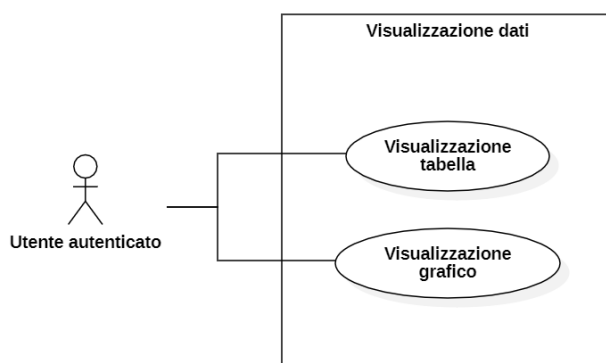 Visualizzazione dati
Visualizzazione
tabella
Utente autenticato
Visualizzazione
grafico